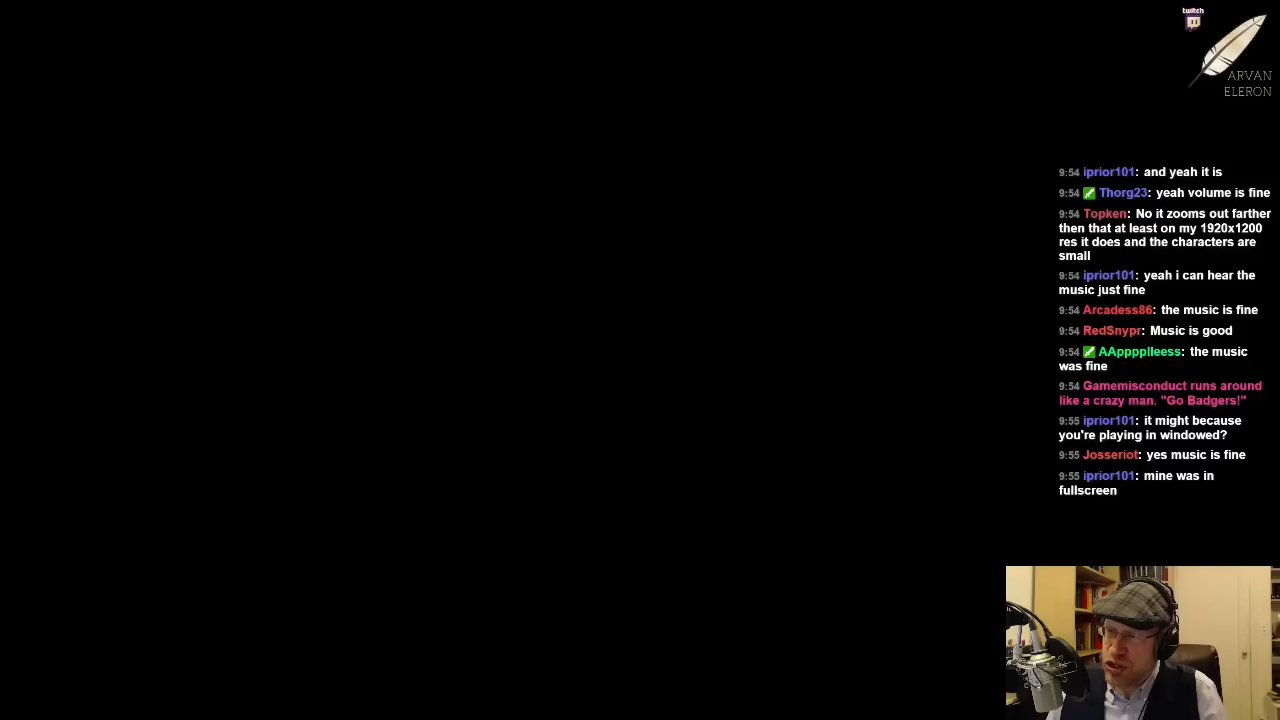 twitch
ARVAN
ELERON
9:54 iprior101: and yeah it is
9:54 Thorg23: yeah volume is fine
9:54 Topken: No it zooms out farther
then that at least on my 1920x1200
res it does and the characters are
small
9:54 iprior101: yeah i can hear the
music just fine
9:54 Arcadess86: the music is fine
9:54 RedSnypr: Music is good
9:54 AAppppllеess: the music
was fine
9:54 Gamemisconduct runs around
like a crazy man. "Go Badgers!"
9:55 iprior101: it might because
you're playing in windowed?
9:55 Josseriot: yes music is fine
9:55 iprior101: mine was in
fullscreen